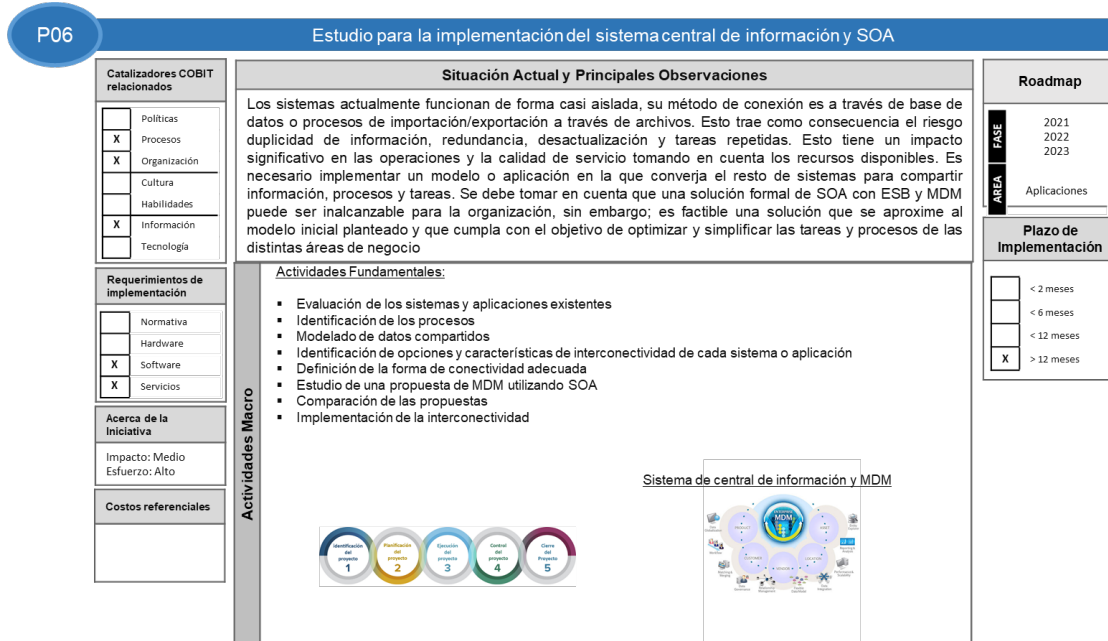 P06
Estudio para la implementación del sistema central de información y SOA
Catalizadores COBIT
relacionados
Políticas
X Procesos
X Organización
Cultura
Habilidades
X Información
Tecnología
Requerimientos de
implementación
Normativa
Hardware
X Software
X Servicios
Acerca de la
Iniciativa
Impacto: Medio
Esfuerzo: Alto
Costos referenciales
Situación Actual y Principales Observaciones
Los sistemas actualmente funcionan de forma casi aislada, su método de conexión es a través de base de
datos o procesos de importación/exportación a través de archivos. Esto trae como consecuencia el riesgo
duplicidad de información, redundancia, desactualización y tareas repetidas. Esto tiene un impacto
significativo en las operaciones y la calidad de servicio tomando en cuenta los recursos disponibles. Es
necesario implementar un modelo o aplicación en la que converja el resto de sistemas para compartir
información, procesos y tareas. Se debe tomar en cuenta que una solución formal de SOA con ESB y MDM
puede ser inalcanzable para la organización, sin embargo; es factible una solución que se aproxime al
modelo inicial planteado y que cumpla con el objetivo de optimizar y simplificar las tareas y procesos de las
distintas áreas de negocio
Actividades Macro
Actividades Fundamentales:
▪ Evaluación de los sistemas y aplicaciones existentes
▪ Identificación de los procesos
▪ Modelado de datos compartidos
▪ Identificación de opciones y características de interconectividad de cada sistema o aplicación
▪ Definición de la forma de conectividad adecuada
▪ Estudio de una propuesta de MDM utilizando SOA
▪ Comparación de las propuestas
▪ Implementación de la interconectividad
Identificación
del
proyecto
1
Planificación
del
proyecto
2
Ejecución
del
proyecto
3
Control
del
proyecto
4
Cierre
del
Proyecto
5
Sistema de central de información y MDM
MDM
PRODUCT
ASSET
CUSTOMER
LOCATION
VENDOR
Roadmap
FASE
2021
2022
2023
AREA
Aplicaciones
Plazo de
Implementación
< 2 meses
< 6 meses
< 12 meses
X > 12 meses